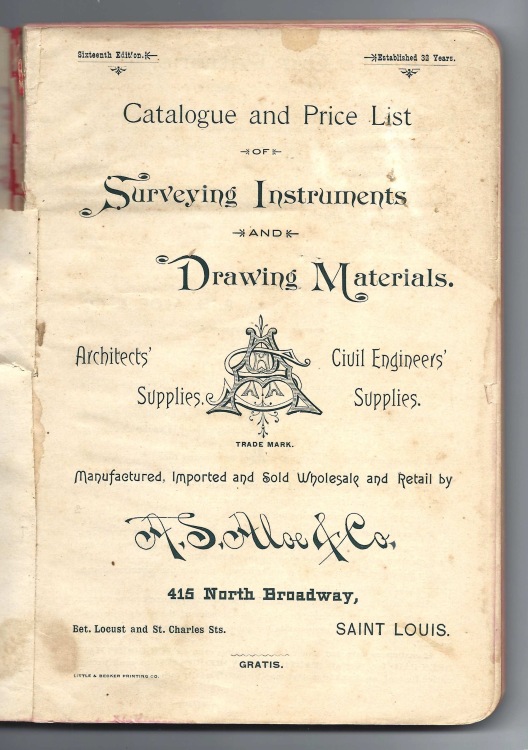 Sixteenth Edition.
Established 32 Years.
Catalogue and Price List
OF
Surveying Instruments
AND
Drawing Materials.
Architects'
Supplies.
Civil Engineers'
Supplies.
TRADE MARK.
Manufactured, Imported and Sold Wholesale and Retail by
A. S. Aloe & Co.
415 North Broadway,
Bet. Locust and St. Charles Sts.
SAINT LOUIS.
GRATIS.
LITTLE & BECKER PRINTING CO.